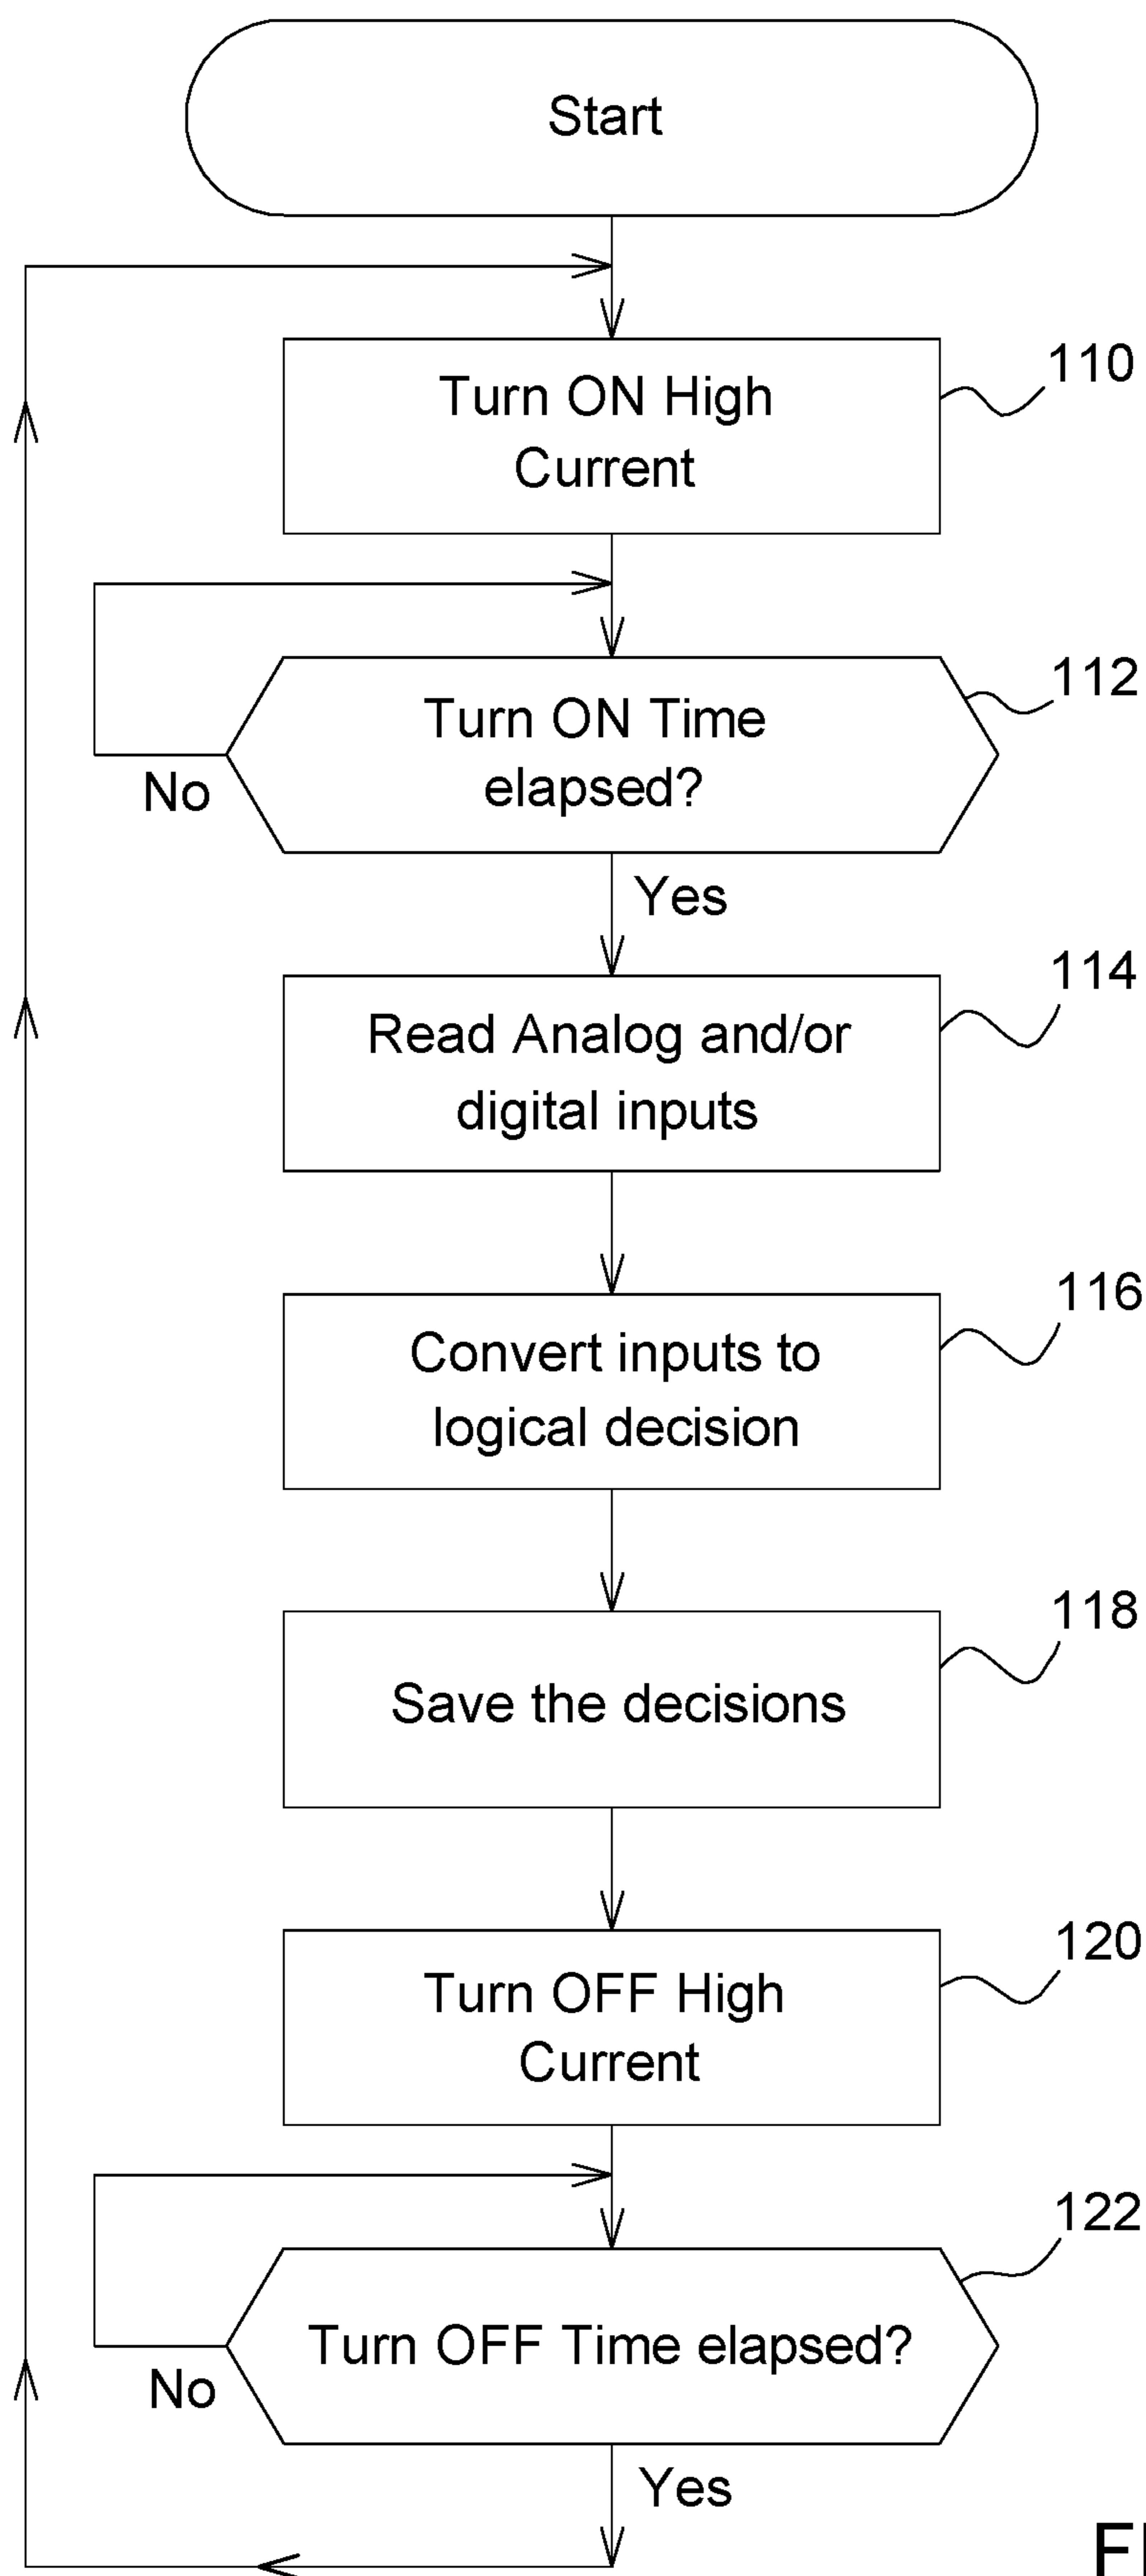 Start
Turn ON High
Current
110
Turn ON Time
elapsed?
112
No
Yes
Read Analog and/or
digital inputs
114
Convert inputs to
logical decision
116
Save the decisions
118
Turn OFF High
Current
120
Turn OFF Time elapsed?
122
No
Yes